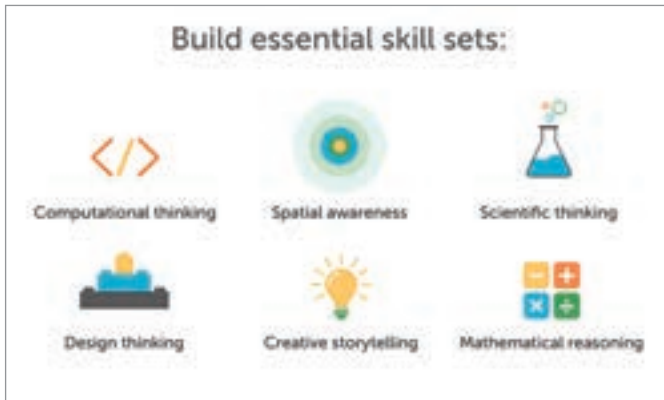 Build essential skill sets:
Computational thinking
Spatial awareness
Scientific thinking
Design thinking
Creative storytelling
Mathematical reasoning